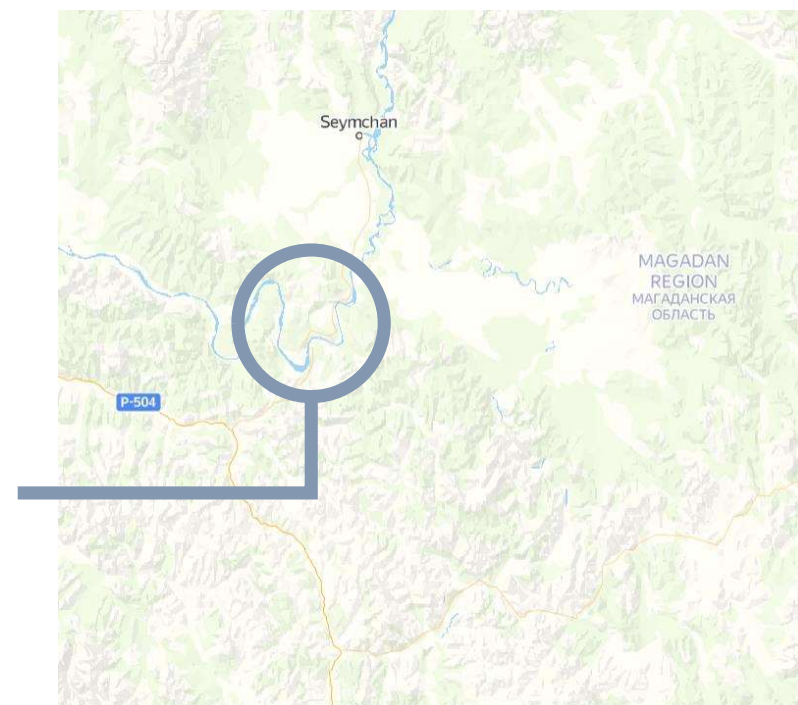 Seymchan
MAGADAN
REGION
МАГАДАНСКАЯ
ОБЛАСТЬ
P-504